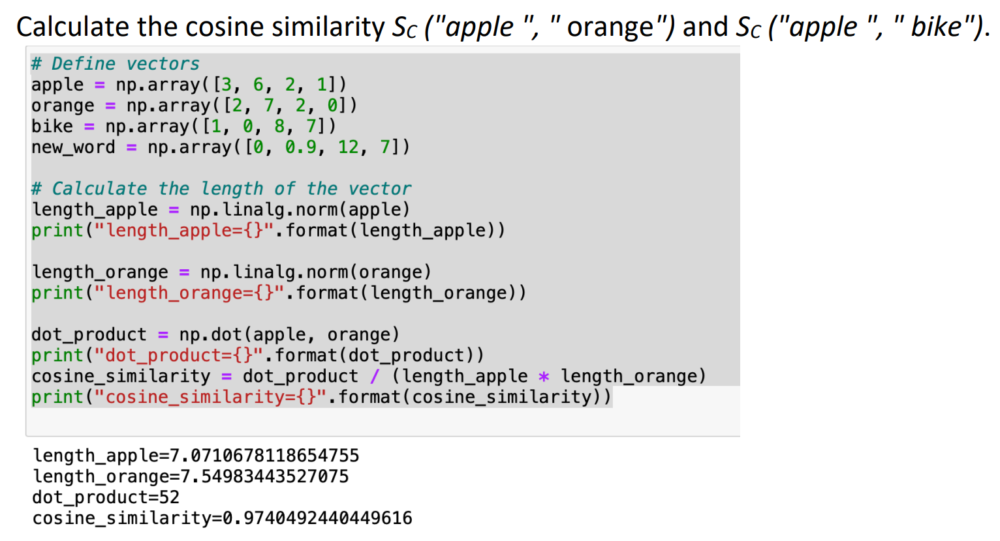 Calculate the cosine similarity SC ("apple ", " orange") and SC ("apple ", " bike").
# Define vectors
apple = np.array([3, 6, 2, 1])
orange = np.array([2, 7, 2, 0])
bike = np.array([1, 0, 8, 7])
new_word = np.array([0, 0.9, 12, 7])
# Calculate the length of the vector
length_apple = np.linalg.norm(apple)
print("length_apple={}".format(length_apple))
length_orange = np.linalg.norm(orange)
print("length_orange={}".format(length_orange))
dot_product = np.dot(apple, orange)
print("dot_product={}".format(dot_product))
cosine_similarity = dot_product / (length_apple * length_orange)
print("cosine_similarity={}".format(cosine_similarity))
length_apple=7.0710678118654755
length_orange=7.54983443527075
dot_product=52
cosine_similarity=0.9740492440449616